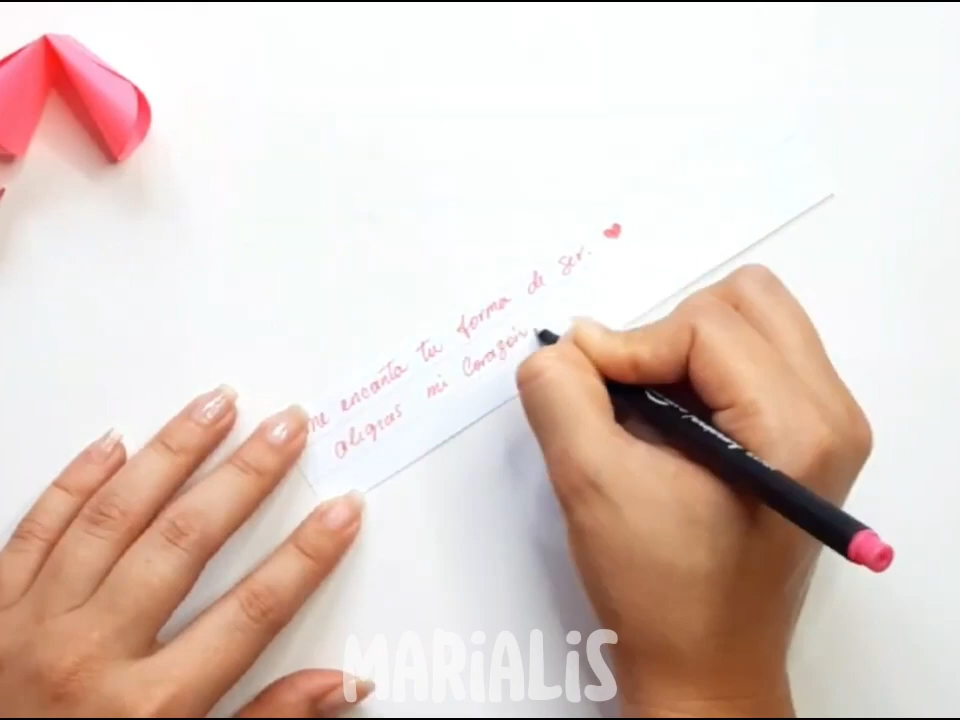 me encanta tu forma de ser. ♥
alegras mi corazón
MARiALiS